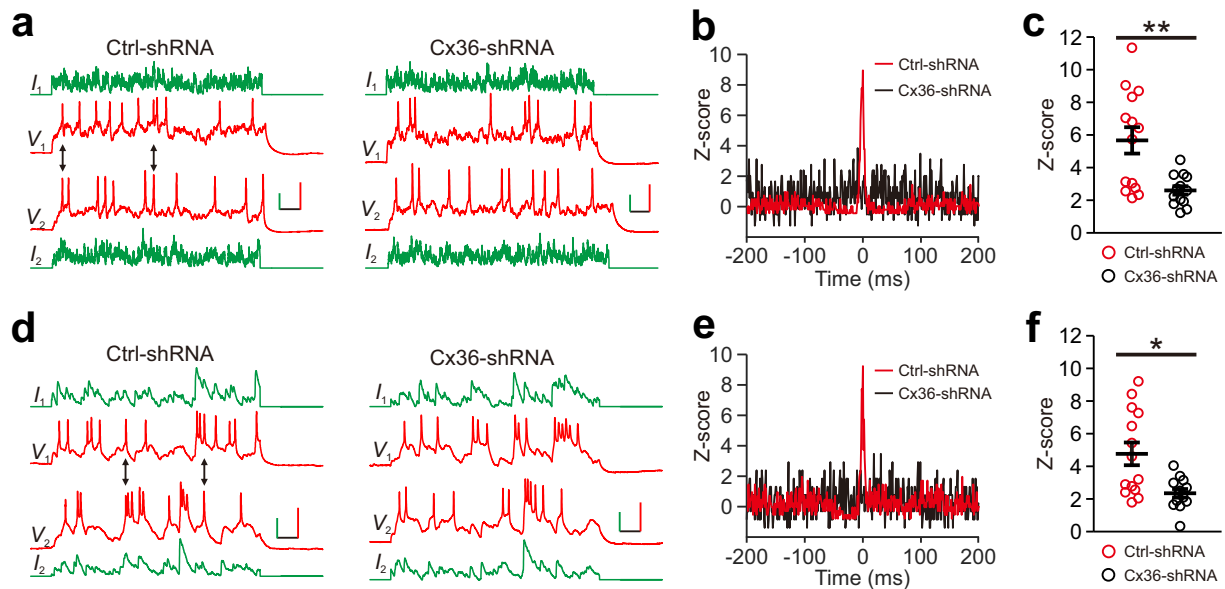 a
Ctrl-shRNA
Cx36-shRNA
I1
V1
V2
I2
I1
V1
V2
I2
b
Z-score
10
8
6
4
2
0
-200
-100
0
100
200
Time (ms)
Ctrl-shRNA
Cx36-shRNA
c
Z-score
12
10
8
6
4
2
0
**
Ctrl-shRNA
Cx36-shRNA
d
Ctrl-shRNA
Cx36-shRNA
I1
V1
V2
I2
I1
V1
V2
I2
e
Z-score
10
8
6
4
2
0
-200
-100
0
100
200
Time (ms)
Ctrl-shRNA
Cx36-shRNA
f
Z-score
12
10
8
6
4
2
0
*
Ctrl-shRNA
Cx36-shRNA